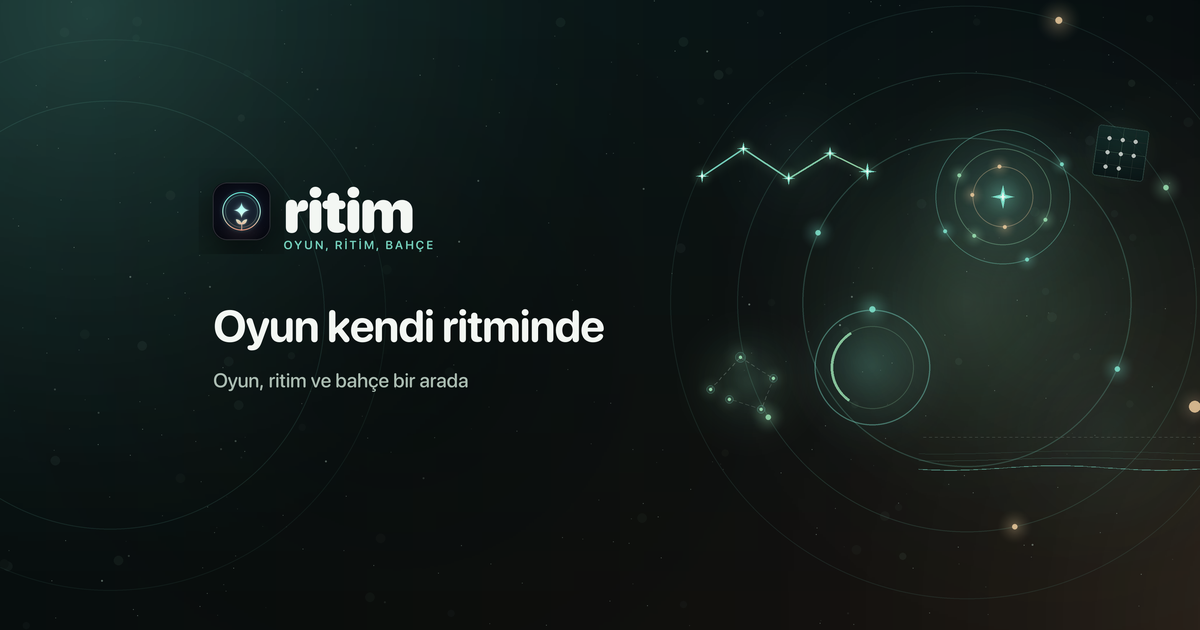 ritim
OYUN, RİTİM, BAHÇE
Oyun kendi ritminde
Oyun, ritim ve bahçe bir arada